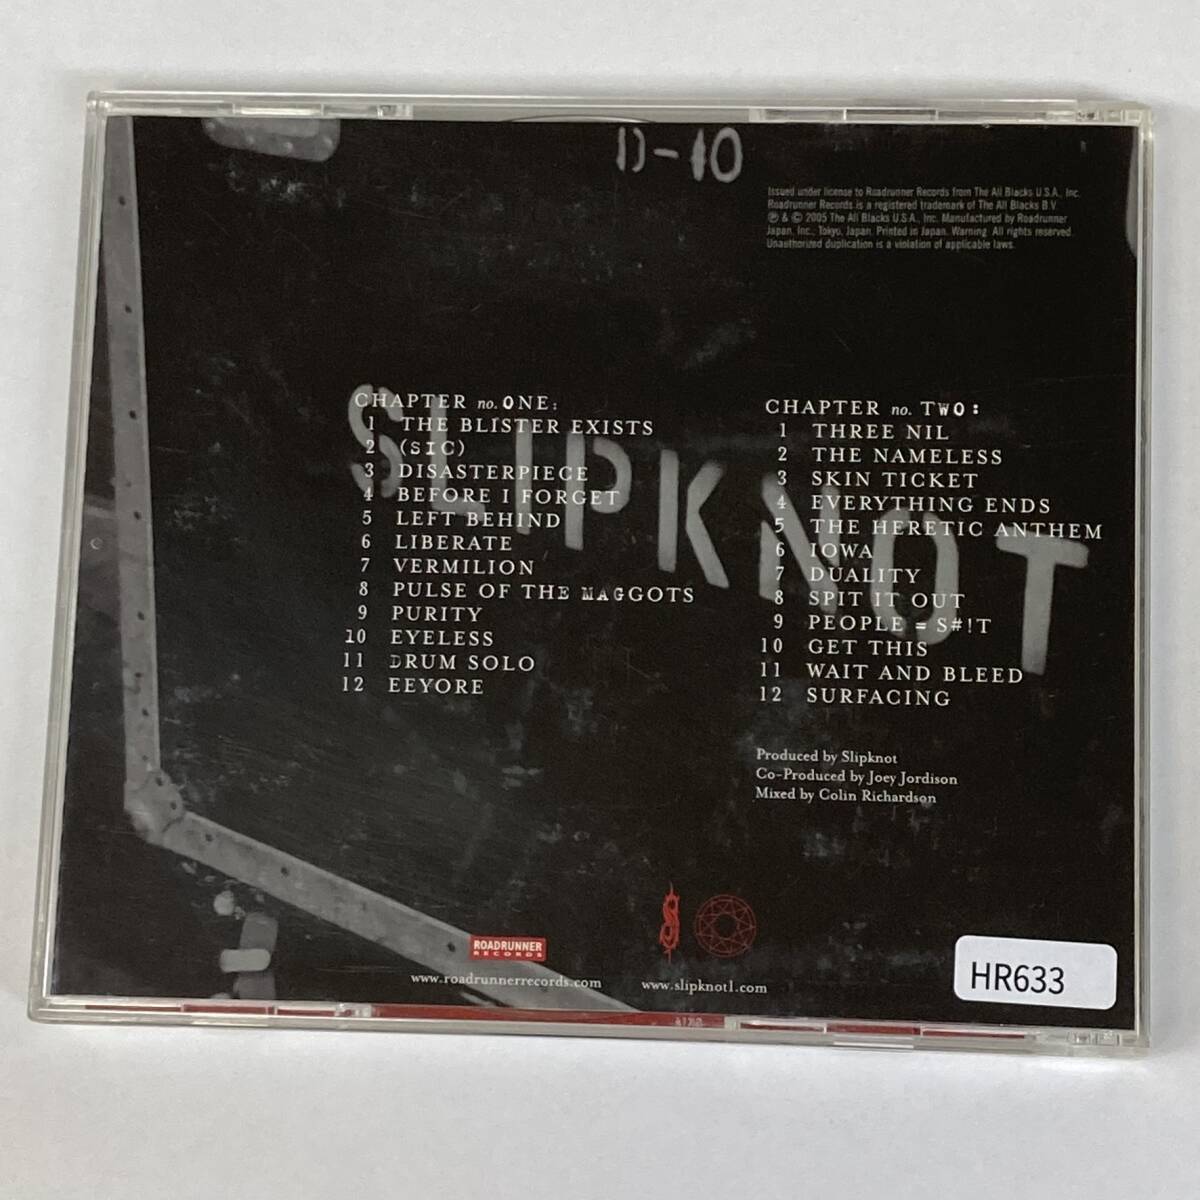 D-10
Issued under license to Roadrunner Records from The All Blacks U.S.A., Inc.
Roadrunner Records is a registered trademark of The All Blacks B.V.
℗ & © 2005 The All Blacks U.S.A., Inc. Manufactured by Roadrunner
Japan, Inc., Tokyo, Japan. Printed in Japan. Warning. All rights reserved.
Unauthorized duplication is a violation of applicable laws.
SLIPKNOT
CHAPTER no. ONE:
1 THE BLISTER EXISTS
2 (SIC)
3 DISASTERPIECE
4 BEFORE I FORGET
5 LEFT BEHIND
6 LIBERATE
7 VERMILION
8 PULSE OF THE MAGGOTS
9 PURITY
10 EYELESS
11 DRUM SOLO
12 EEYORE
CHAPTER no. TWO:
1 THREE NIL
2 THE NAMELESS
3 SKIN TICKET
4 EVERYTHING ENDS
5 THE HERETIC ANTHEM
6 IOWA
7 DUALITY
8 SPIT IT OUT
9 PEOPLE = S#!T
10 GET THIS
11 WAIT AND BLEED
12 SURFACING
Produced by Slipknot
Co-Produced by Joey Jordison
Mixed by Colin Richardson
ROADRUNNER
RECORDS
www.roadrunnerrecords.com
www.slipknot1.com
HR633